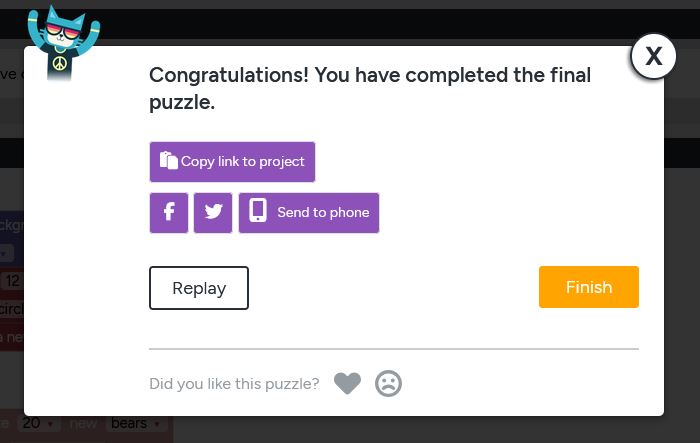 Congratulations! You have completed the final
puzzle.
X
ve
Copy link to project
Send to phone
ckgr
12
circl
Replay
Finish
a ne
Did you like this puzzle?
te 20 new bears